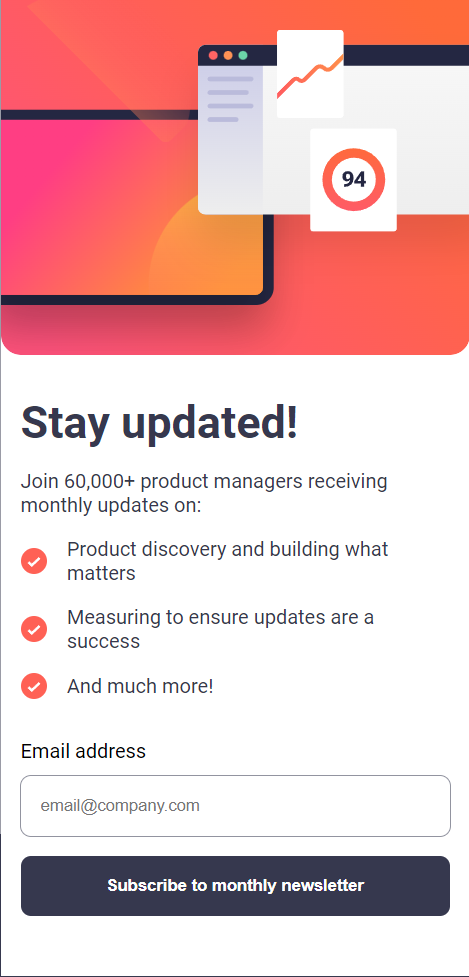 94
Stay updated!
Join 60,000+ product managers receiving
monthly updates on:
Product discovery and building what
matters
Measuring to ensure updates are a
success
And much more!
Email address
email@company.com
Subscribe to monthly newsletter